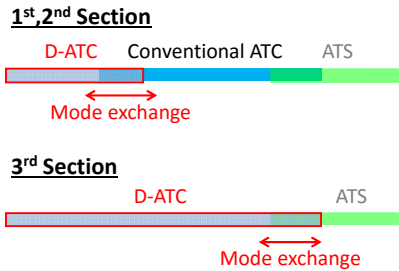 1st,2nd Section
D-ATC Conventional ATC ATS
Mode exchange
3rd Section
D-ATC ATS
Mode exchange